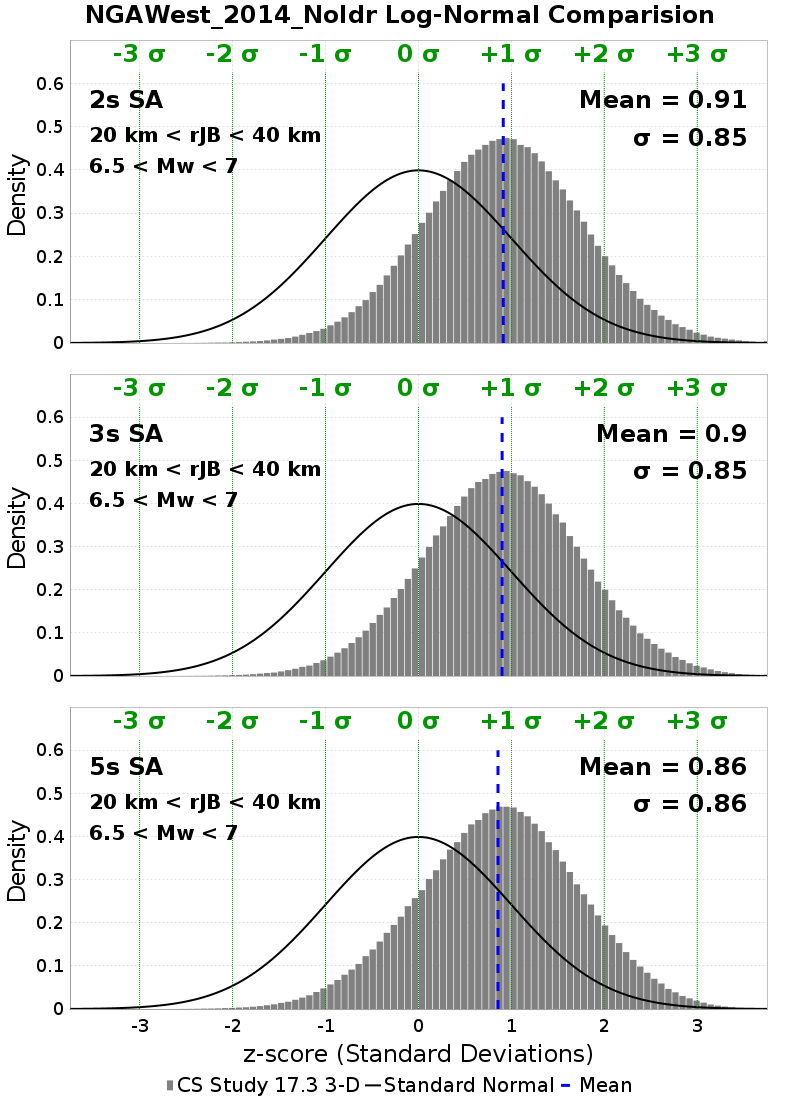 NGAWest_2014_NoIdr Log-Normal Comparision
-3 σ -2 σ -1 σ 0 σ +1 σ +2 σ +3 σ
0.6
2s SA Mean = 0.91
0.5
20 km < rJB < 40 km σ = 0.85
6.5 < Mw < 7
0.4
0.3
0.2
0.1
0
Density
-3 σ -2 σ -1 σ 0 σ +1 σ +2 σ +3 σ
0.6
3s SA Mean = 0.9
0.5
20 km < rJB < 40 km σ = 0.85
6.5 < Mw < 7
0.4
0.3
0.2
0.1
0
Density
-3 σ -2 σ -1 σ 0 σ +1 σ +2 σ +3 σ
0.6
5s SA Mean = 0.86
0.5
20 km < rJB < 40 km σ = 0.86
6.5 < Mw < 7
0.4
0.3
0.2
0.1
0
Density
-3 -2 -1 0 1 2 3
z-score (Standard Deviations)
CS Study 17.3 3-D Standard Normal Mean